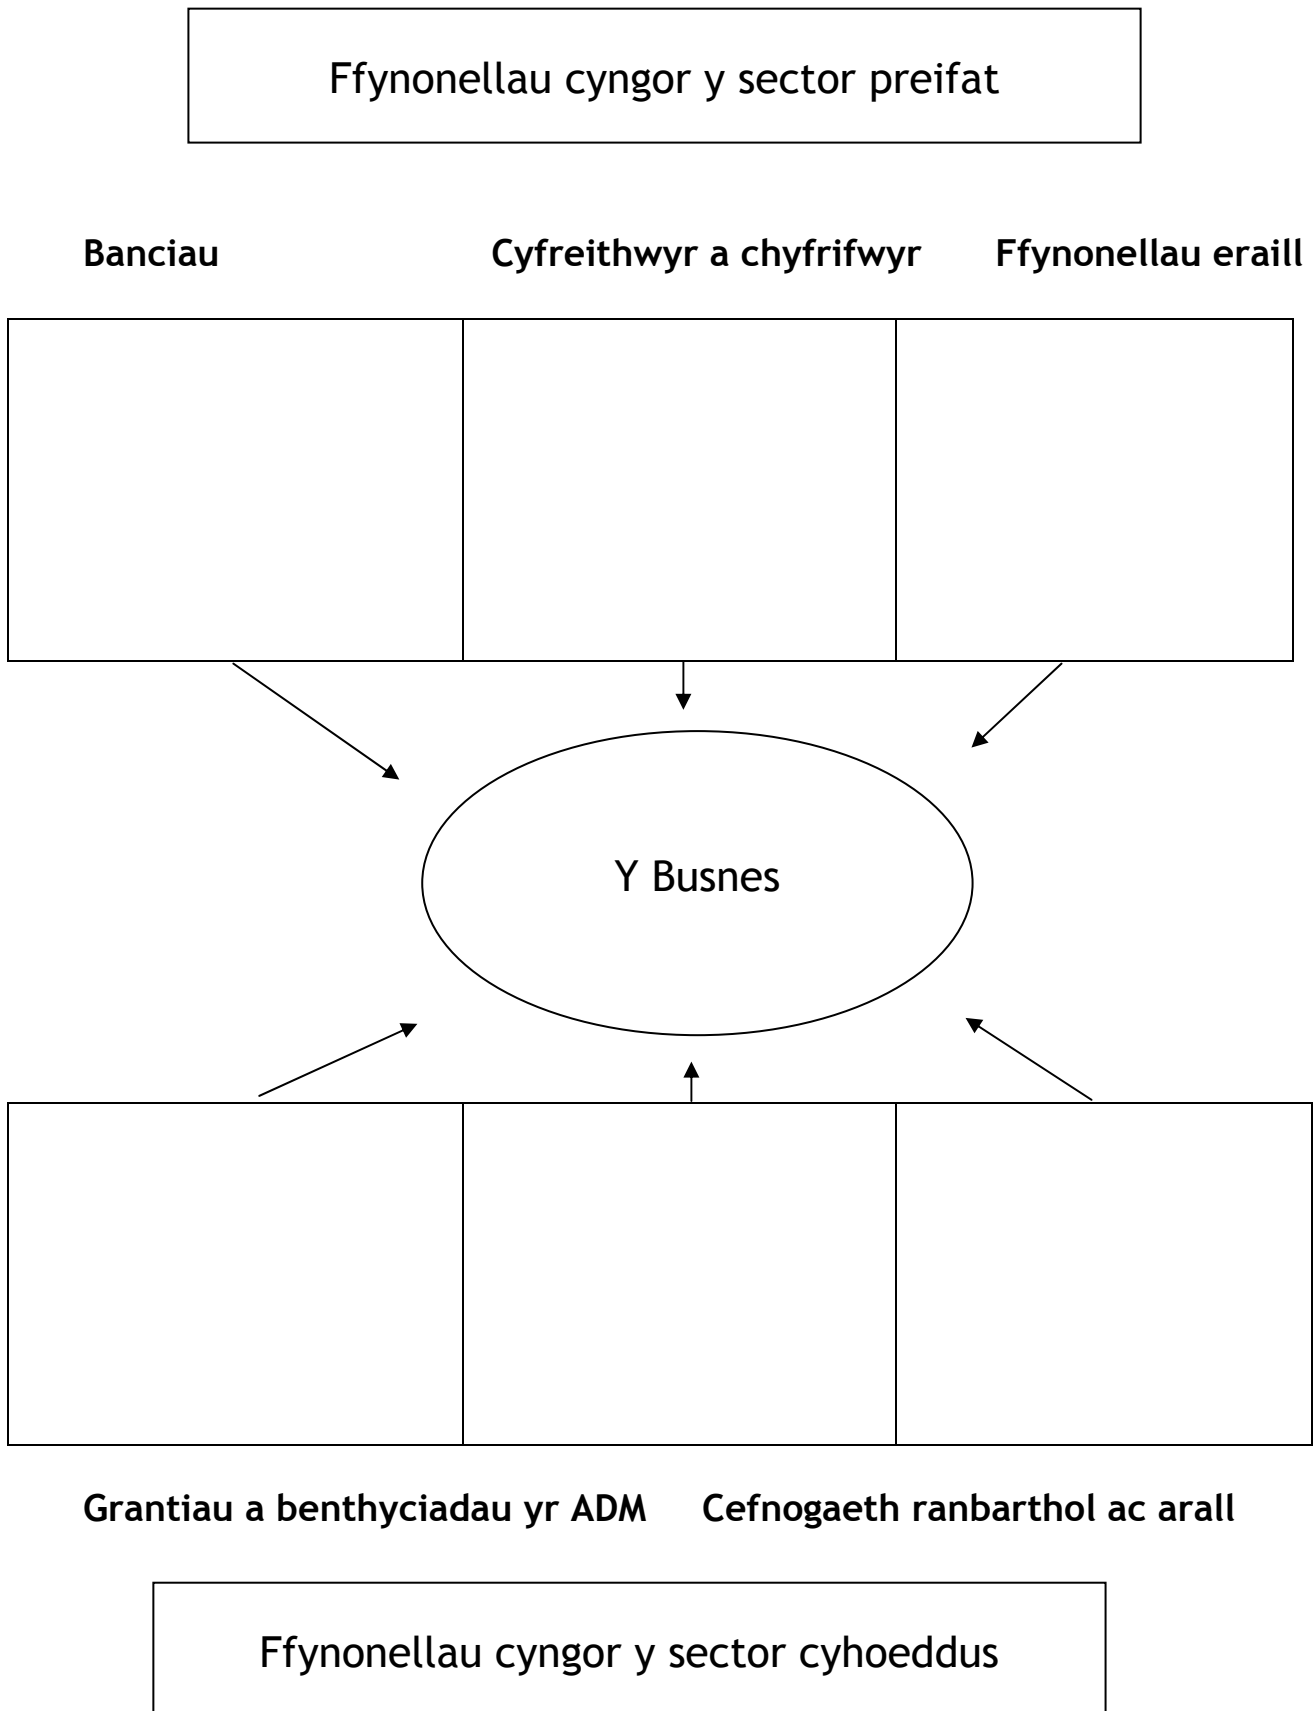 Ffynonellau cyngor y sector preifat
Banciau Cyfreithwyr a chyfrifwyr Ffynonellau eraill
Y Busnes
Grantiau a benthyciadau yr ADM Cefnogaeth ranbarthol ac arall
Ffynonellau cyngor y sector cyhoeddus